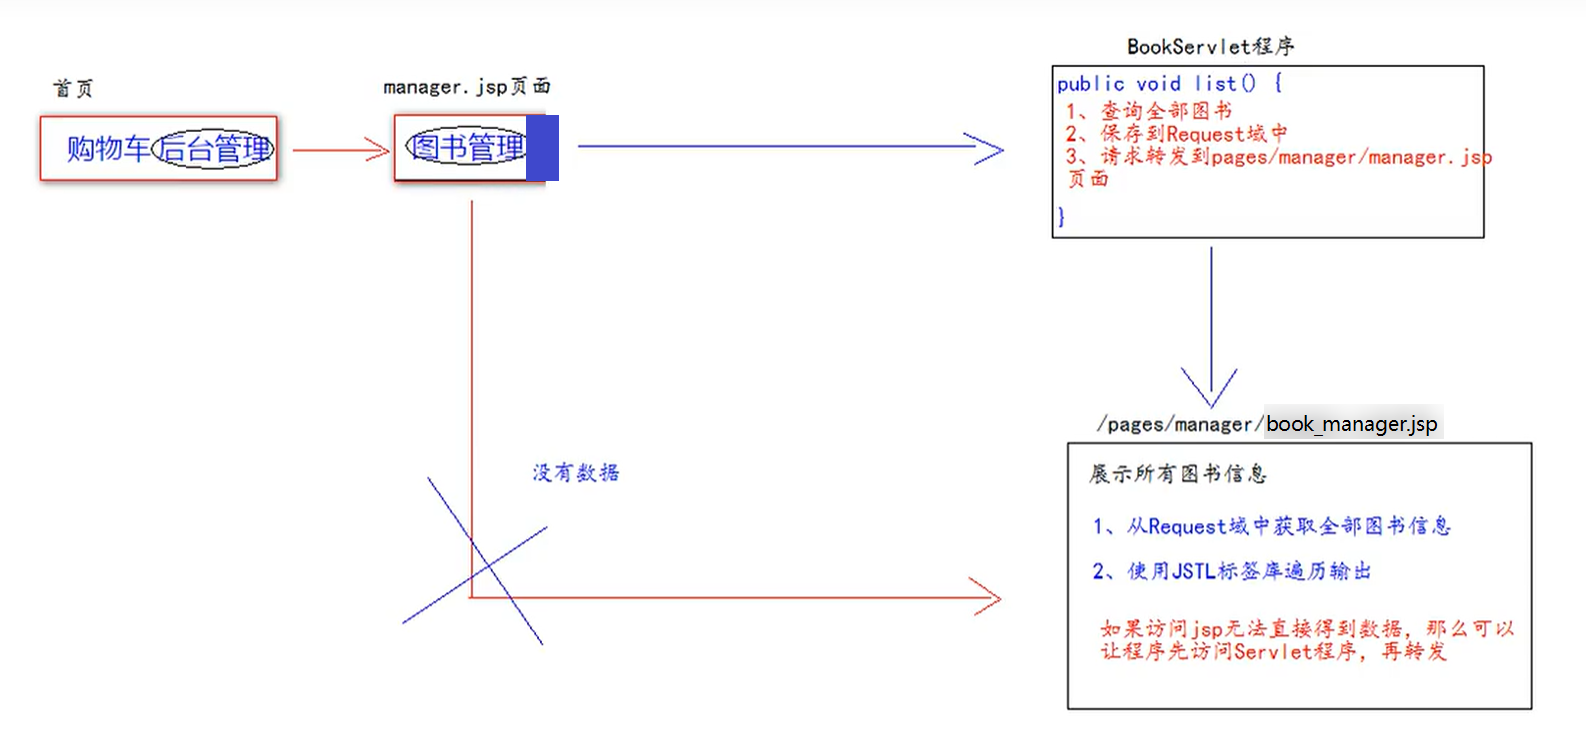 首页
购物车 后台管理
manager.jsp页面
图书管理
BookServlet程序
public void list() {
1、查询全部图书
2、保存到Request域中
3、请求转发到pages/manager/manager.jsp
页面
}
没有数据
/pages/manager/book_manager.jsp
展示所有图书信息
1、从Request域中获取全部图书信息
2、使用JSTL标签库遍历输出
如果访问jsp无法直接得到数据，那么可以
让程序先访问Servlet程序，再转发